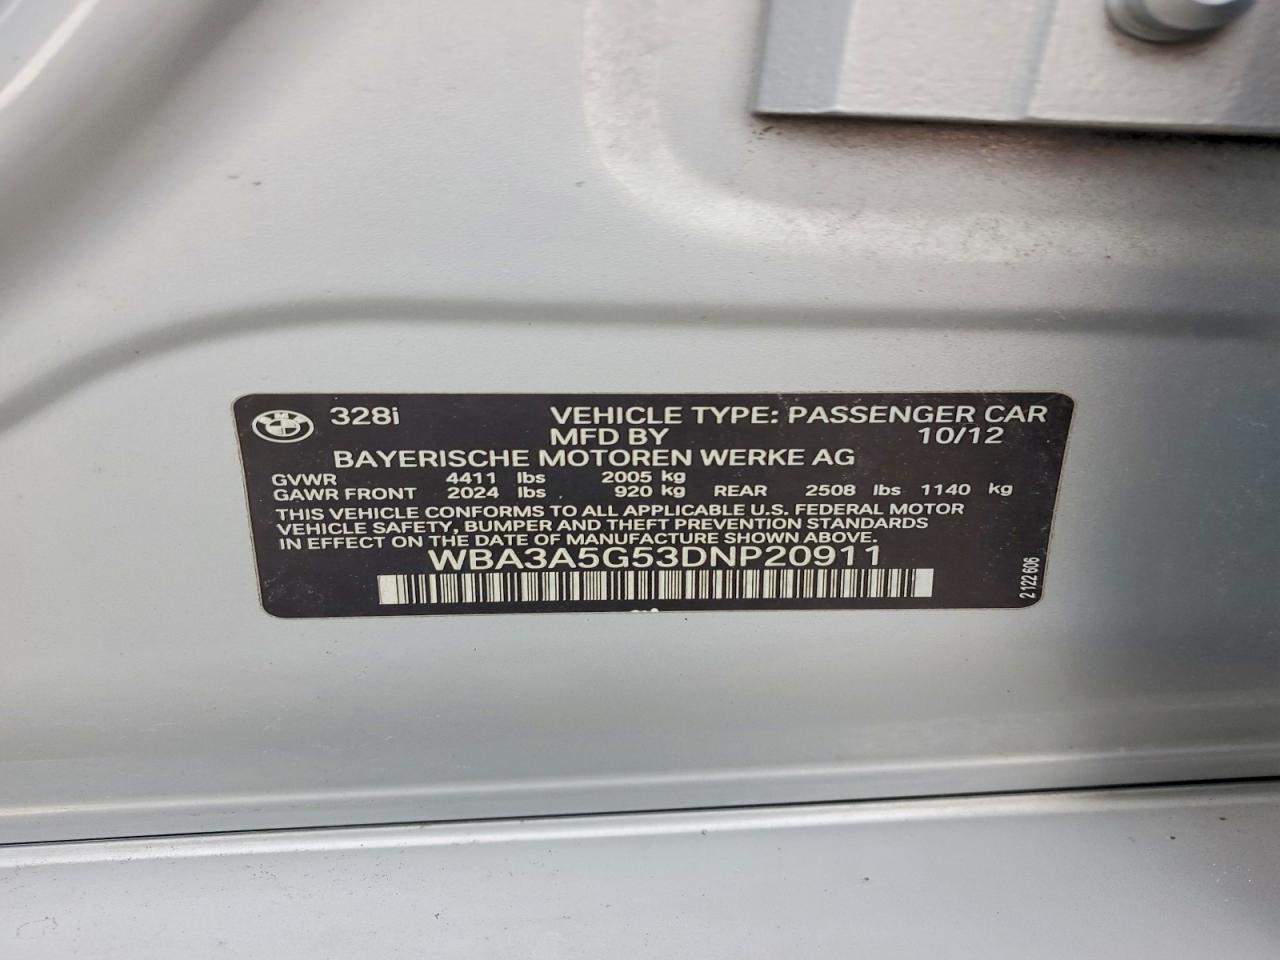 328i VEHICLE TYPE: PASSENGER CAR
MFD BY 10/12
BAYERISCHE MOTOREN WERKE AG
GVWR 4411 lbs 2005 kg
GAWR FRONT 2024 lbs 920 kg REAR 2508 lbs 1140 kg
THIS VEHICLE CONFORMS TO ALL APPLICABLE U.S. FEDERAL MOTOR
VEHICLE SAFETY, BUMPER AND THEFT PREVENTION STANDARDS
IN EFFECT ON THE DATE OF MANUFACTURE SHOWN ABOVE.
WBA3A5G53DNP20911
2 122 606